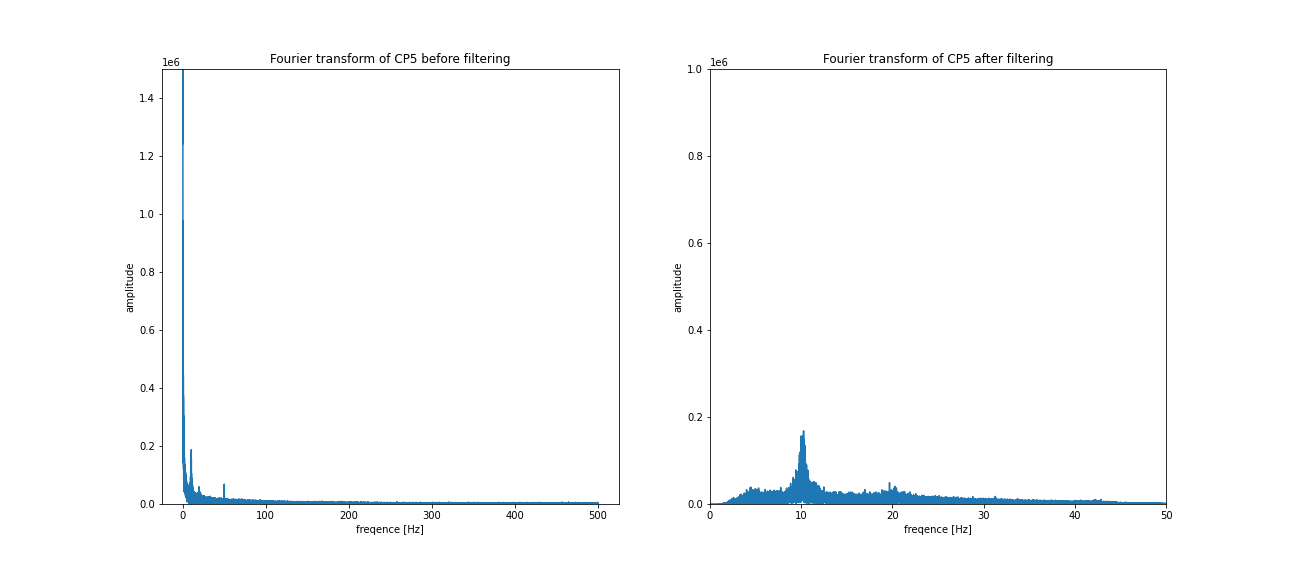 Fourier transform of CP5 before filtering
1e6
1.4
1.2
1.0
0.8
0.6
0.4
0.2
0.0
amplitude
0 100 200 300 400 500
freqence [Hz]
Fourier transform of CP5 after filtering
1e6
1.0
0.8
0.6
0.4
0.2
0.0
amplitude
0 10 20 30 40 50
freqence [Hz]